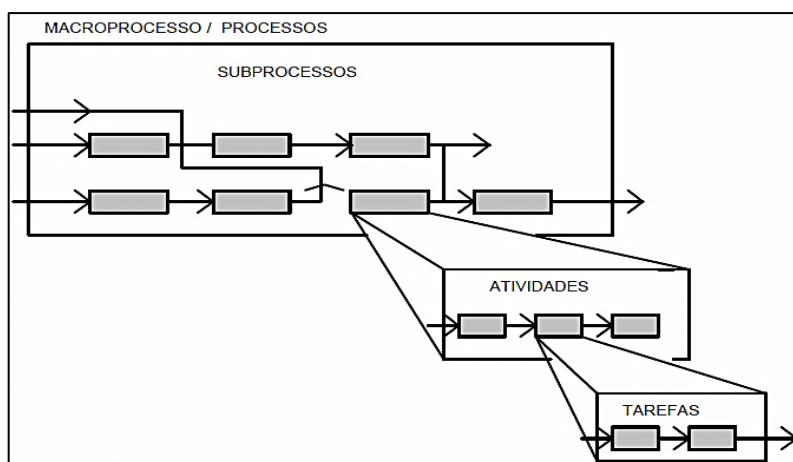 MACROPROCESSO / PROCESSOS
SUBPROCESSOS
ATIVIDADES
TAREFAS